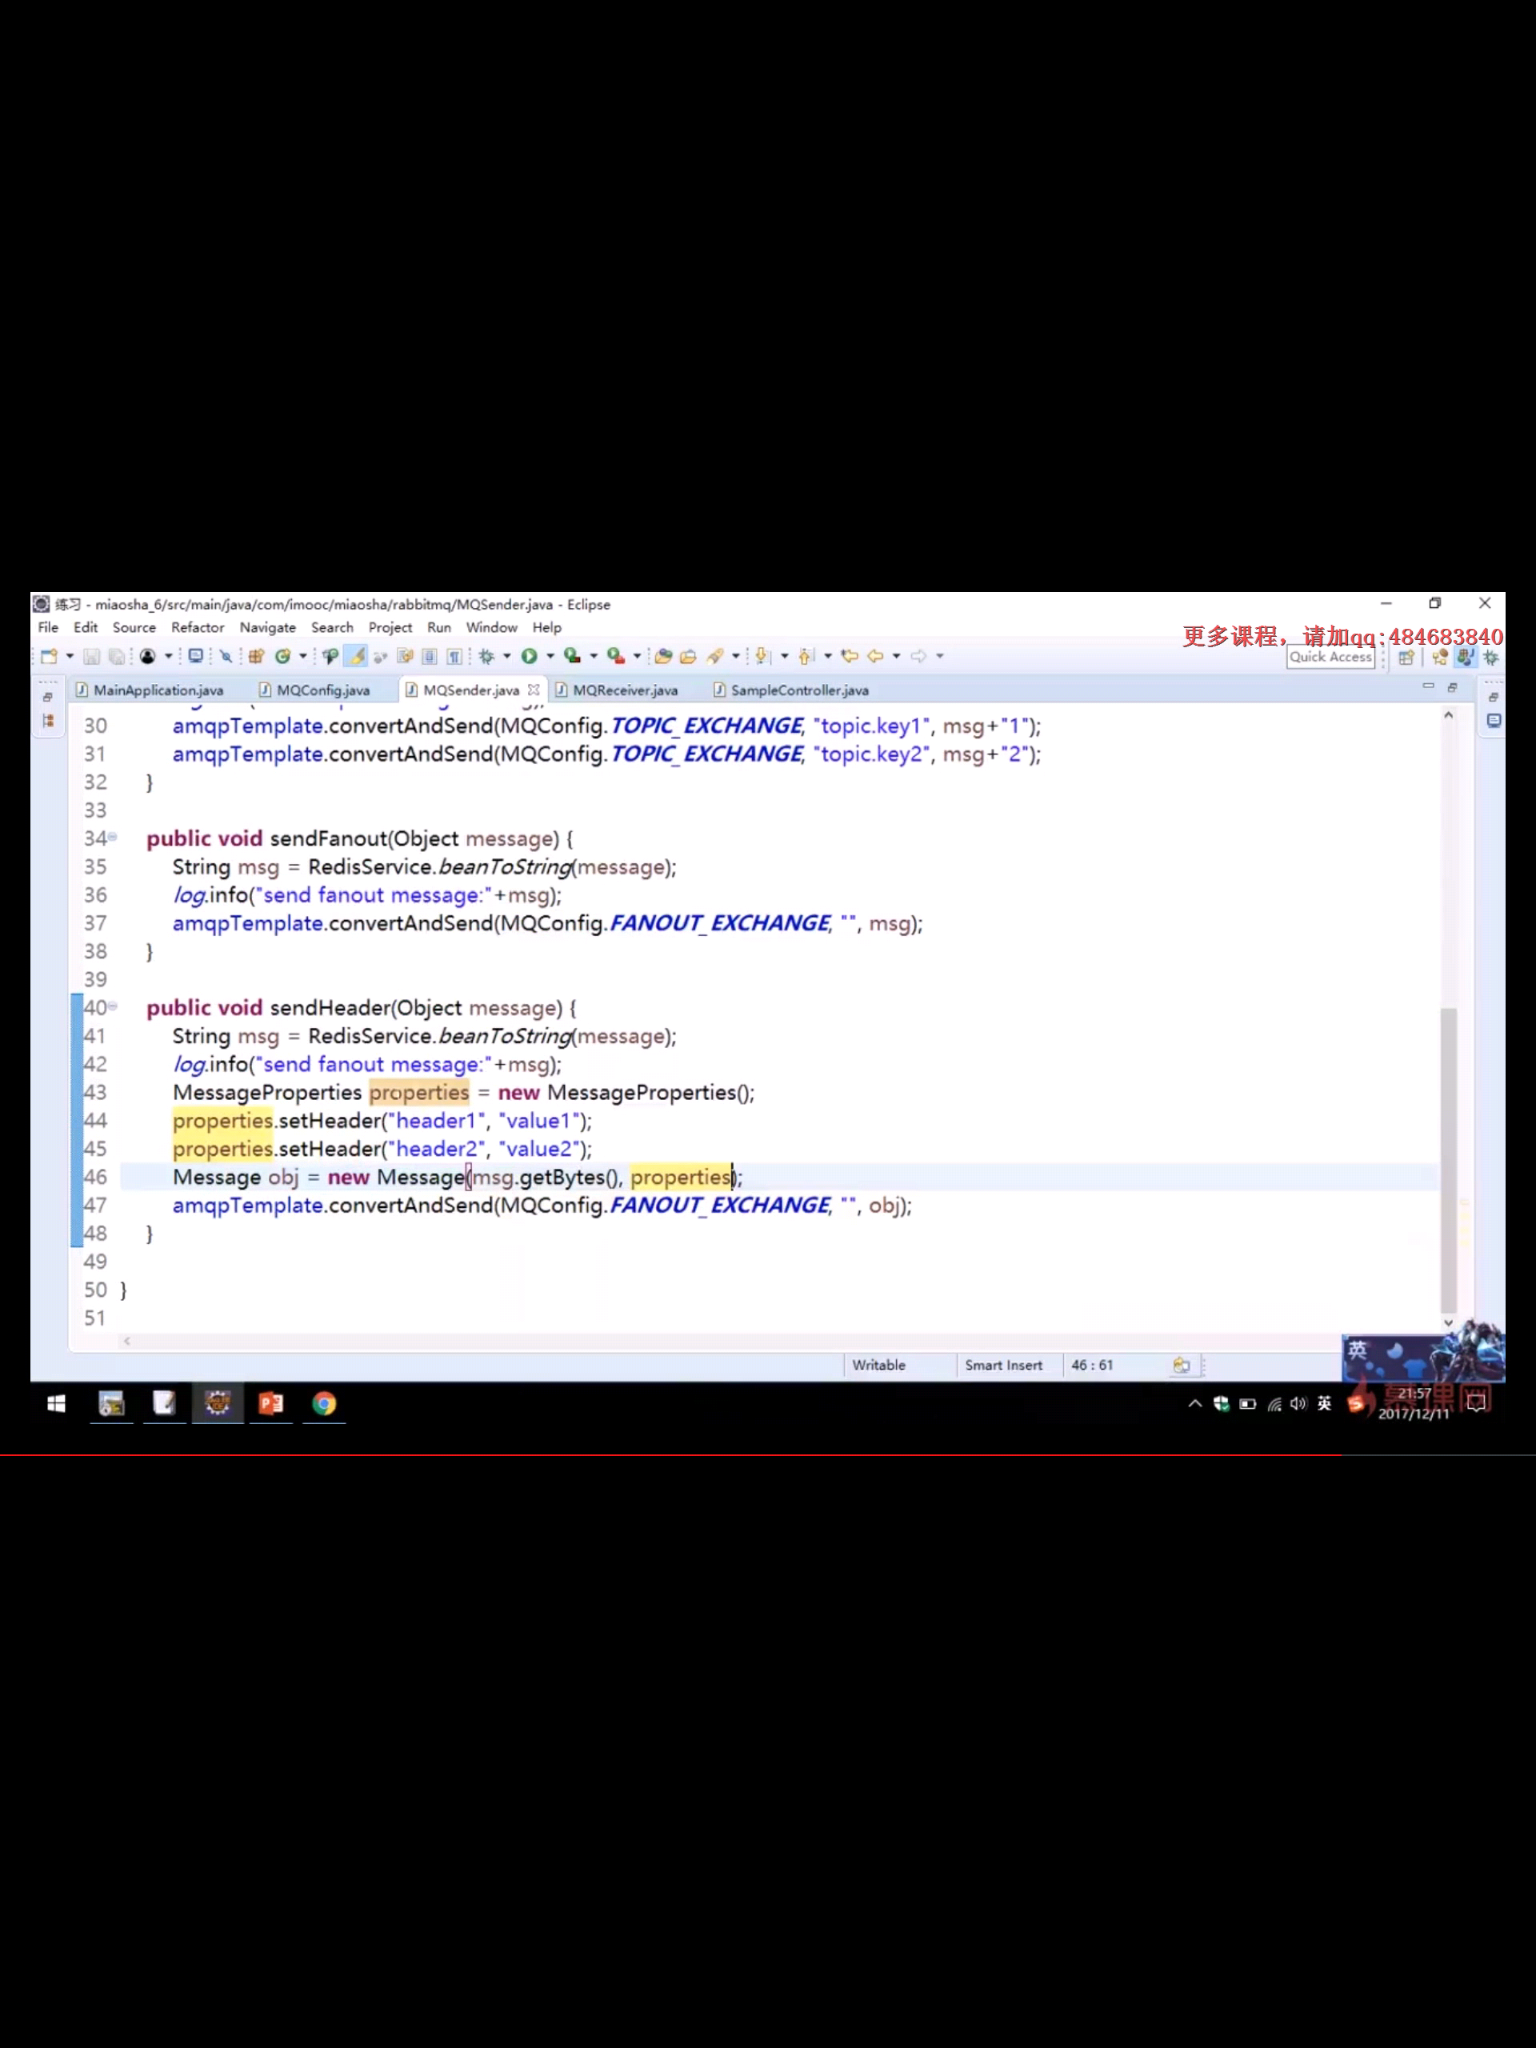 练习 - miaosha_6/src/main/java/com/imooc/miaosha/rabbitmq/MQSender.java - Eclipse
File Edit Source Refactor Navigate Search Project Run Window Help
更多课程，请加qq:484683840
Quick Access
MainApplication.java MQConfig.java MQSender.java MQReceiver.java SampleController.java
30 amqpTemplate.convertAndSend(MQConfig.TOPIC_EXCHANGE, "topic.key1", msg+"1");
31 amqpTemplate.convertAndSend(MQConfig.TOPIC_EXCHANGE, "topic.key2", msg+"2");
32 }
33
34 public void sendFanout(Object message) {
35 String msg = RedisService.beanToString(message);
36 log.info("send fanout message:"+msg);
37 amqpTemplate.convertAndSend(MQConfig.FANOUT_EXCHANGE, "", msg);
38 }
39
40 public void sendHeader(Object message) {
41 String msg = RedisService.beanToString(message);
42 log.info("send fanout message:"+msg);
43 MessageProperties properties = new MessageProperties();
44 properties.setHeader("header1", "value1");
45 properties.setHeader("header2", "value2");
46 Message obj = new Message(msg.getBytes(), properties);
47 amqpTemplate.convertAndSend(MQConfig.FANOUT_EXCHANGE, "", obj);
48 }
49
50 }
51
Writable Smart Insert 46 : 61
英
英 21:57
慕课网
2017/12/11